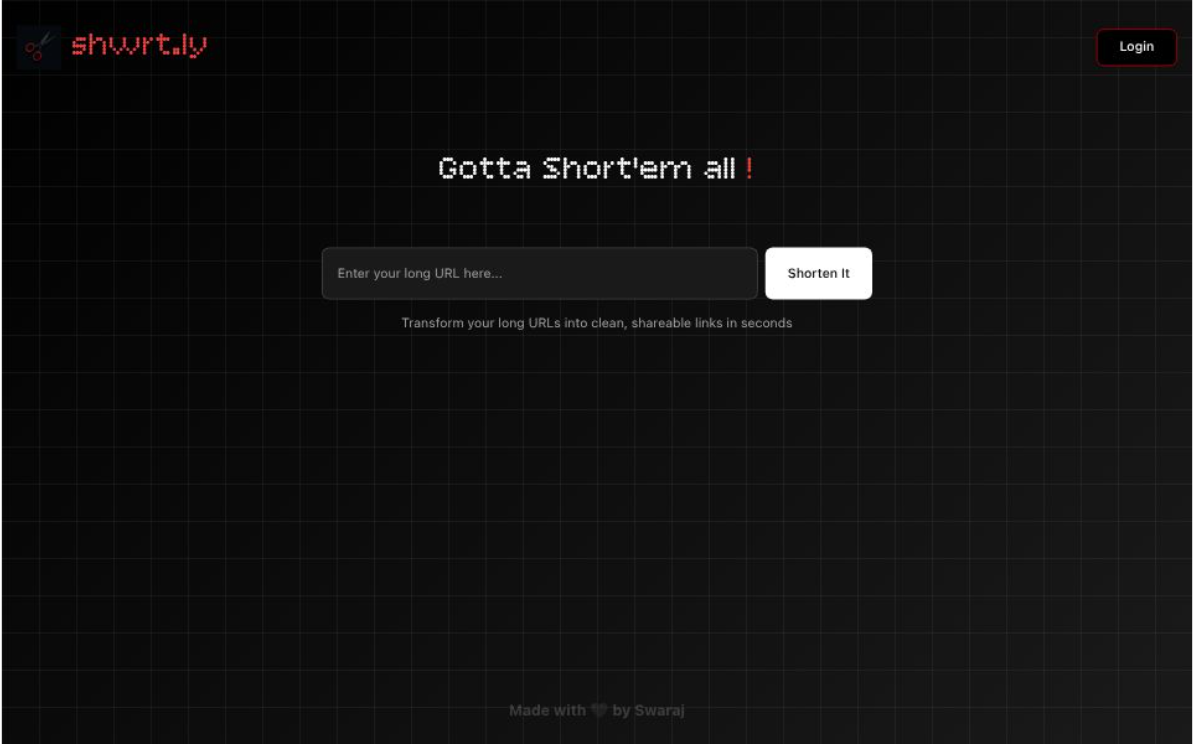 shwrt.ly
Login
Gotta Short'em all !
Enter your long URL here...
Shorten It
Transform your long URLs into clean, shareable links in seconds
Made with 🖤 by Swaraj